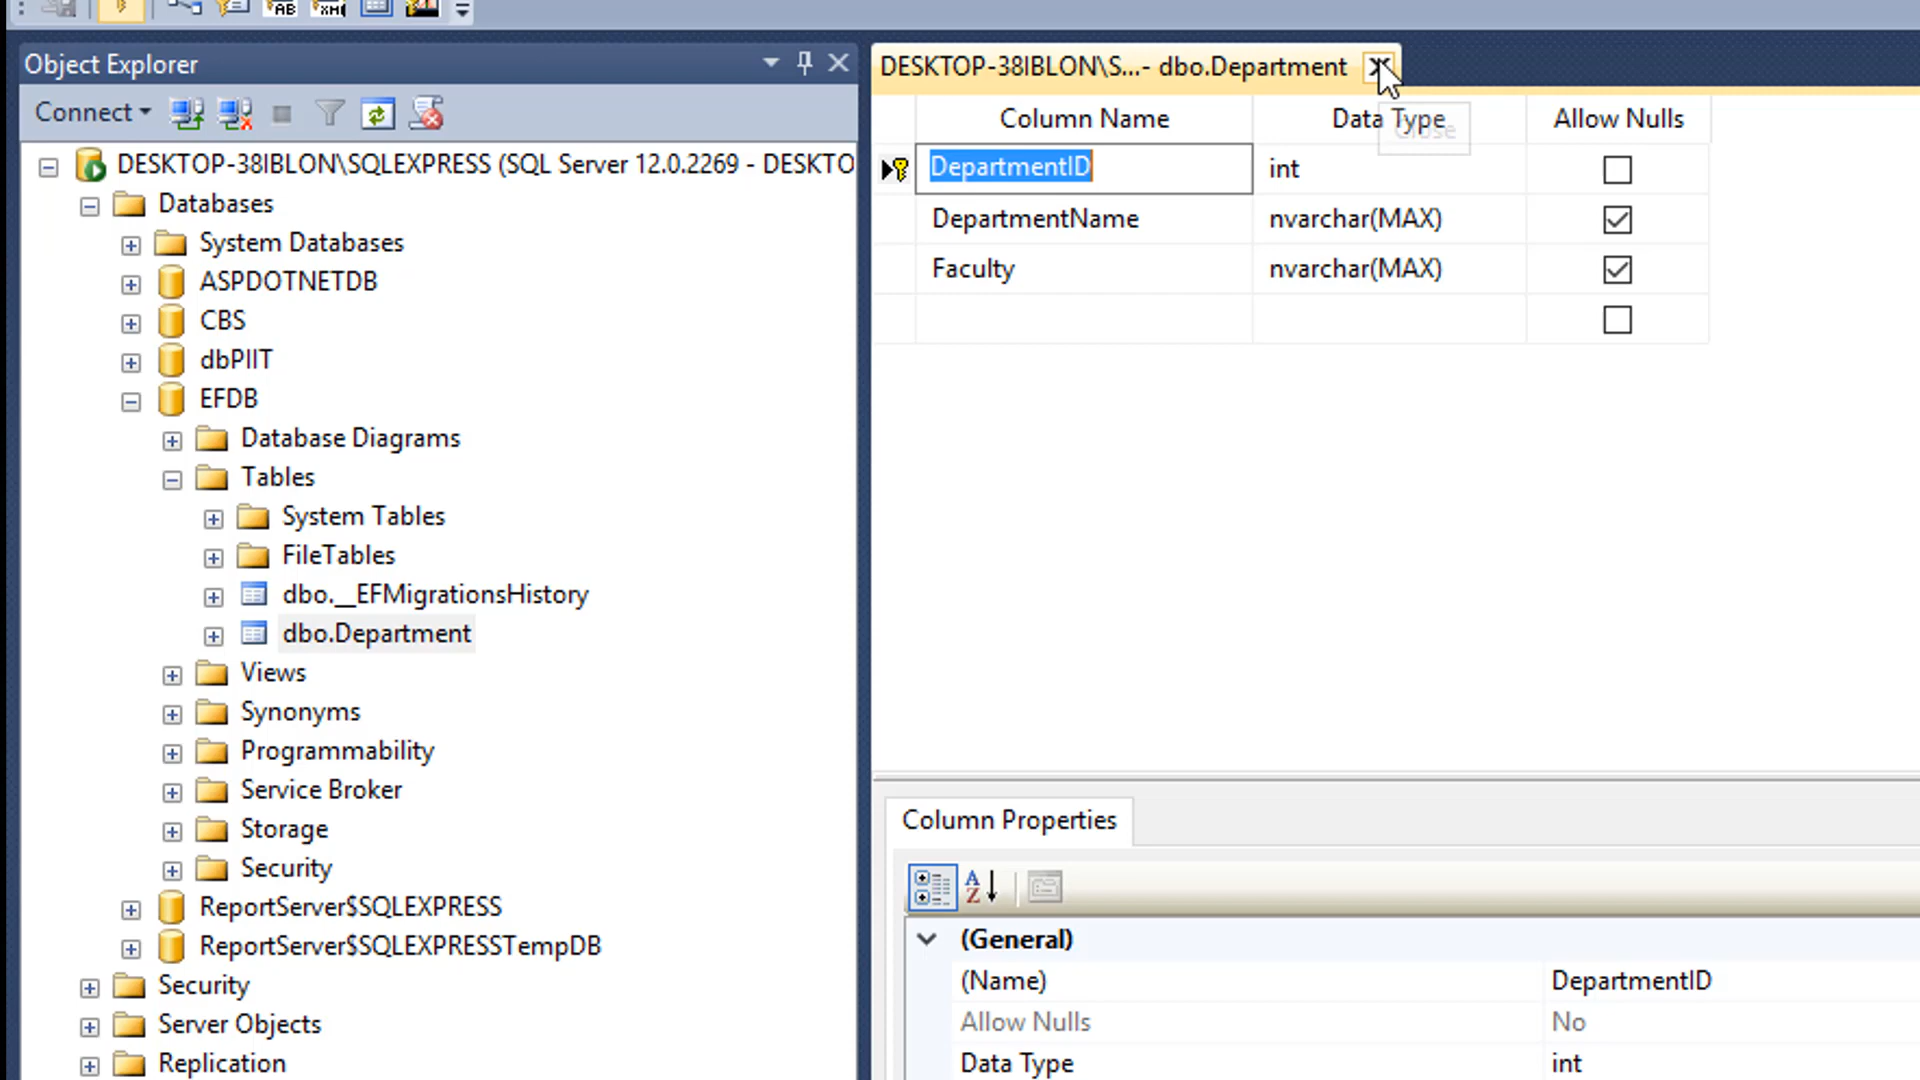 Object Explorer
Connect
DESKTOP-38IBLON\SQLEXPRESS (SQL Server 12.0.2269 - DESKTO
Databases
System Databases
ASPDOTNETDB
CBS
dbPIIT
EFDB
Database Diagrams
Tables
System Tables
FileTables
dbo.__EFMigrationsHistory
dbo.Department
Views
Synonyms
Programmability
Service Broker
Storage
Security
ReportServer$SQLEXPRESS
ReportServer$SQLEXPRESSTempDB
Security
Server Objects
Replication
DESKTOP-38IBLON\S...- dbo.Department
Close
Column Name Data Type Allow Nulls
DepartmentID int
DepartmentName nvarchar(MAX)
Faculty nvarchar(MAX)
Column Properties
(General)
(Name) DepartmentID
Allow Nulls No
Data Type int